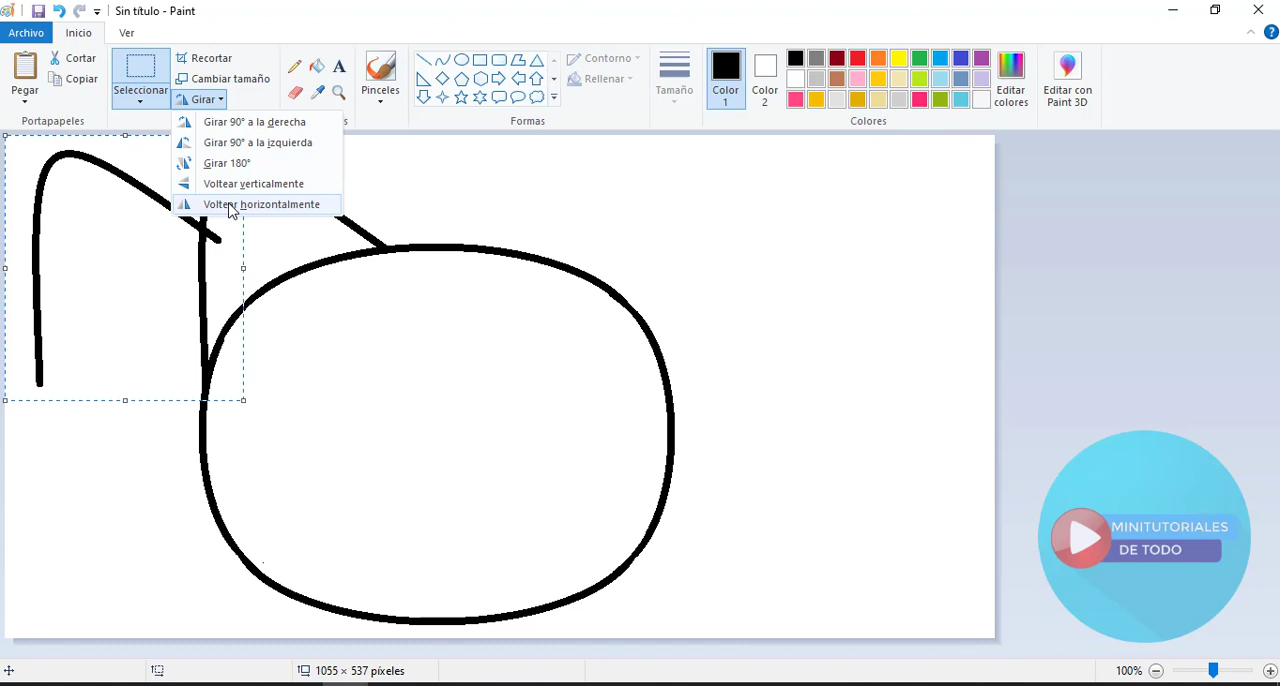 Sin título - Paint
Archivo
Inicio
Ver
Pegar
Cortar
Copiar
Portapapeles
Seleccionar
Recortar
Cambiar tamaño
Girar
Girar 90° a la derecha
Girar 90° a la izquierda
Girar 180°
Voltear verticalmente
Voltear horizontalmente
A
Pinceles
Contorno
Rellenar
Formas
Tamaño
Color
1
Color
2
Editar
colores
Colores
Editar con
Paint 3D
MINITUTORIALES
DE TODO
1055 × 537 píxeles
100%